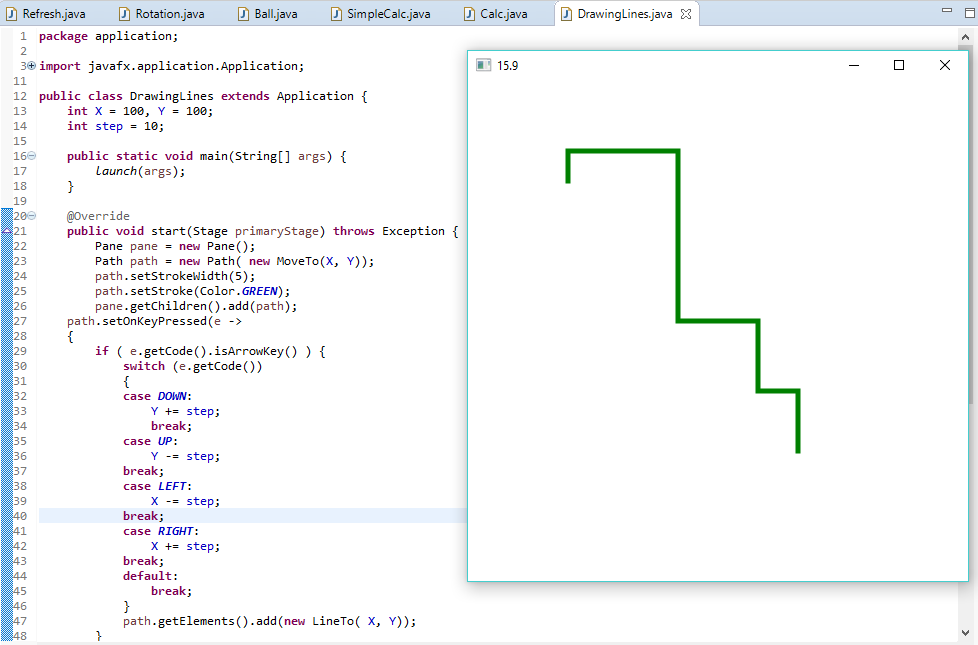 Refresh.java Rotation.java Ball.java SimpleCalc.java Calc.java DrawingLines.java
1 package application;
2
3 import javafx.application.Application;
11
12 public class DrawingLines extends Application {
13     int X = 100, Y = 100;
14     int step = 10;
15
16     public static void main(String[] args) {
17         launch(args);
18     }
19
20     @Override
21     public void start(Stage primaryStage) throws Exception {
22         Pane pane = new Pane();
23         Path path = new Path( new MoveTo(X, Y));
24         path.setStrokeWidth(5);
25         path.setStroke(Color.GREEN);
26         pane.getChildren().add(path);
27     path.setOnKeyPressed(e ->
28     {
29         if ( e.getCode().isArrowKey() ) {
30             switch (e.getCode())
31             {
32             case DOWN:
33                 Y += step;
34                 break;
35             case UP:
36                 Y -= step;
37             break;
38             case LEFT:
39                 X -= step;
40             break;
41             case RIGHT:
42                 X += step;
43             break;
44             default:
45                 break;
46             }
47             path.getElements().add(new LineTo( X, Y));
48         }
15.9